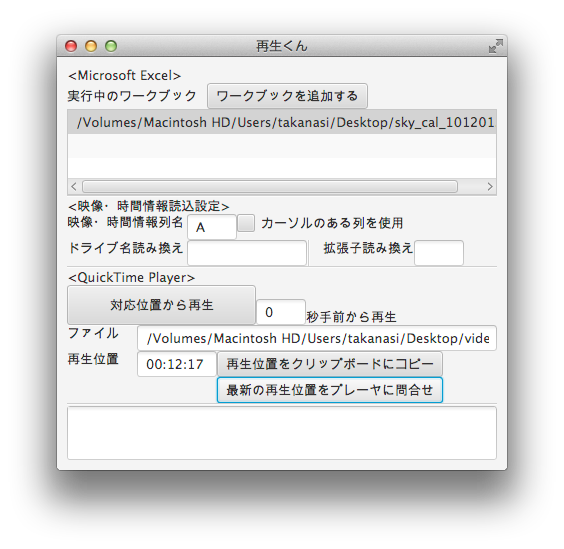 再生くん
<Microsoft Excel>
実行中のワークブック ワークブックを追加する
/Volumes/Macintosh HD/Users/takanasi/Desktop/sky_cal_101201
<映像・時間情報読込設定>
映像・時間情報列名 A カーソルのある列を使用
ドライブ名読み換え 拡張子読み換え
<QuickTime Player>
対応位置から再生 0 秒手前から再生
ファイル /Volumes/Macintosh HD/Users/takanasi/Desktop/vide
再生位置 00:12:17 再生位置をクリップボードにコピー
最新の再生位置をプレーヤに問合せ